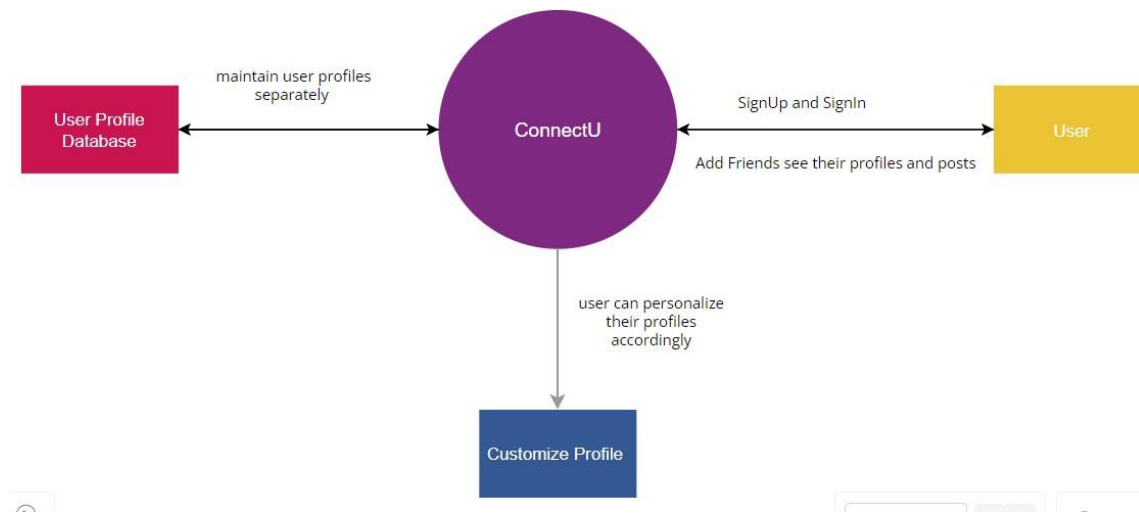 maintain user profiles
separately
User Profile
Database
ConnectU
SignUp and SignIn
User
Add Friends see their profiles and posts
user can personalize
their profiles
accordingly
Customize Profile